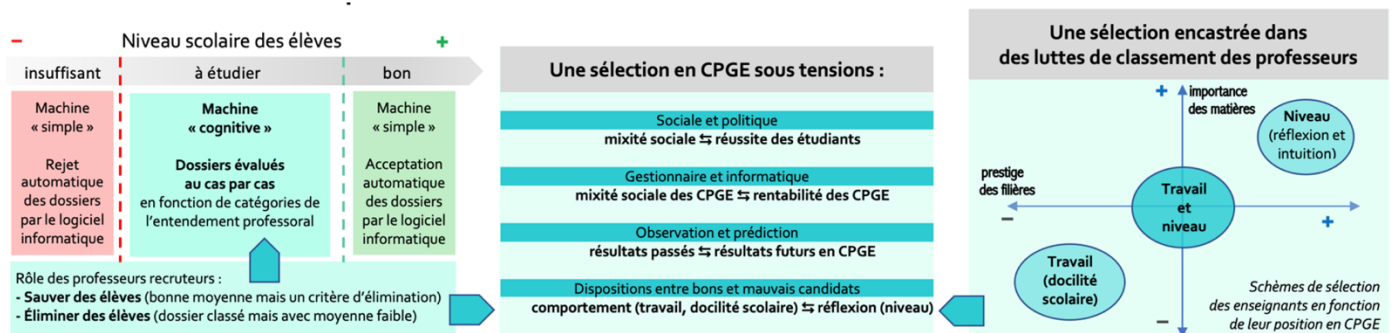 − Niveau scolaire des élèves +
insuffisant
à étudier
bon
Machine
« simple »
Rejet
automatique
des dossiers
par le logiciel
informatique
Machine
« cognitive »
Dossiers évalués
au cas par cas
en fonction de catégories de
l'entendement professoral
Machine
« simple »
Acceptation
automatique
des dossiers
par le logiciel
informatique
Rôle des professeurs recruteurs :
- Sauver des élèves (bonne moyenne mais un critère d'élimination)
- Éliminer des élèves (dossier classé mais avec moyenne faible)
Une sélection en CPGE sous tensions :
Sociale et politique
mixité sociale ⇆ réussite des étudiants
Gestionnaire et informatique
mixité sociale des CPGE ⇆ rentabilité des CPGE
Observation et prédiction
résultats passés ⇆ résultats futurs en CPGE
Dispositions entre bons et mauvais candidats
comportement (travail, docilité scolaire) ⇆ réflexion (niveau)
Une sélection encastrée dans
des luttes de classement des professeurs
+
importance
des matières
Niveau
(réflexion et
intuition)
prestige
des filières
Travail
et
niveau
−
+
Travail
(docilité
scolaire)
−
Schèmes de sélection
des enseignants en fonction
de leur position en CPGE